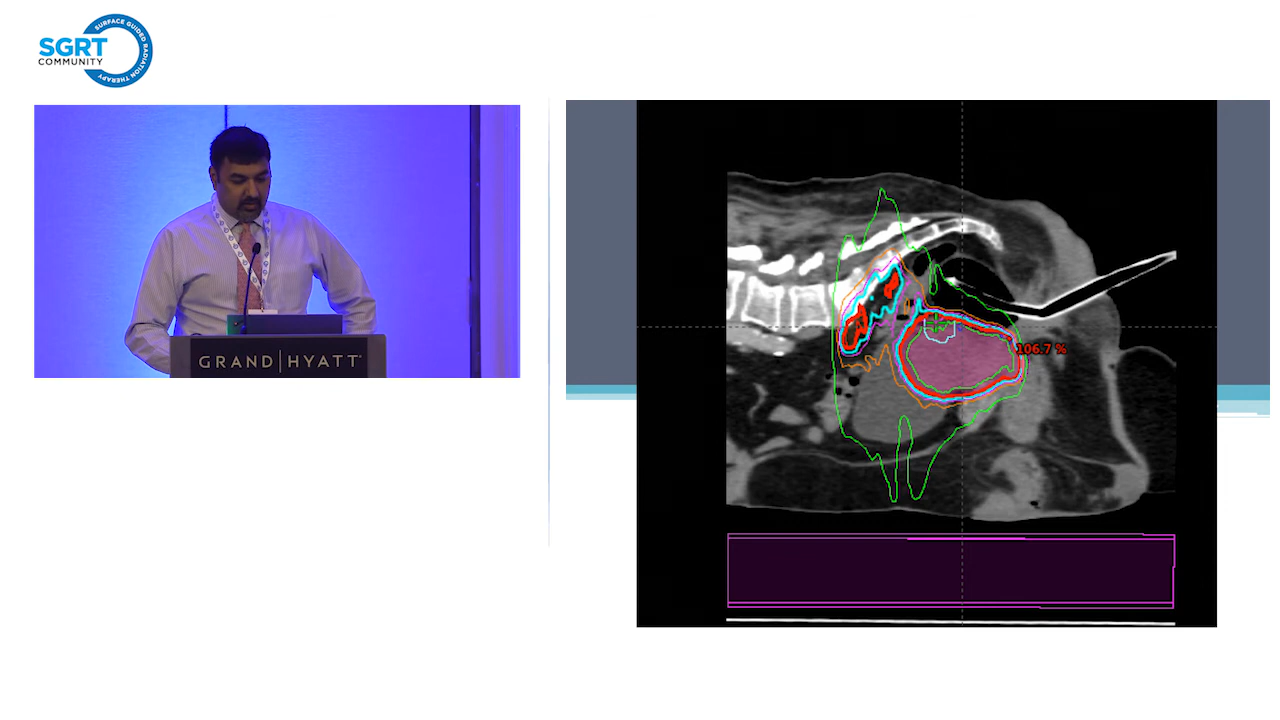 SURFACE GUIDED RADIATION THERAPY
SGRT
COMMUNITY
GRAND|HYATT
106.7 %